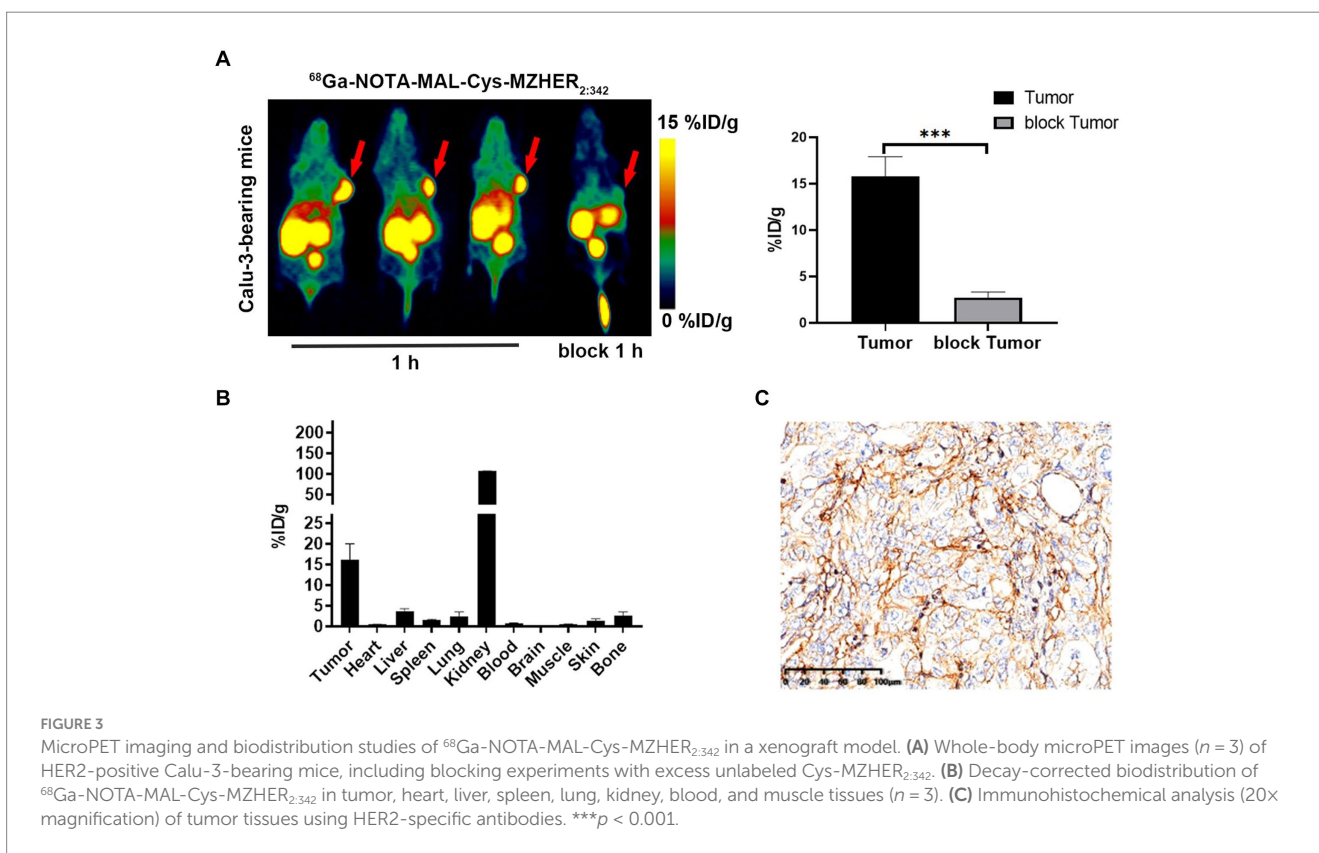 A
⁶⁸Ga-NOTA-MAL-Cys-MZHER₂:₃₄₂
Calu-3-bearing mice
15 %ID/g
0 %ID/g
1 h
block 1 h
Tumor
block Tumor
***
%ID/g
20
15
10
5
0
Tumor
block Tumor
B
%ID/g
200
150
100
50
25
20
15
10
5
0
Tumor
Heart
Liver
Spleen
Lung
Kidney
Blood
Brain
Muscle
Skin
Bone
C
0 20 40 60 80 100μm
FIGURE 3
MicroPET imaging and biodistribution studies of ⁶⁸Ga-NOTA-MAL-Cys-MZHER₂:₃₄₂ in a xenograft model. (A) Whole-body microPET images (n = 3) of
HER2-positive Calu-3-bearing mice, including blocking experiments with excess unlabeled Cys-MZHER₂:₃₄₂. (B) Decay-corrected biodistribution of
⁶⁸Ga-NOTA-MAL-Cys-MZHER₂:₃₄₂ in tumor, heart, liver, spleen, lung, kidney, blood, and muscle tissues (n = 3). (C) Immunohistochemical analysis (20×
magnification) of tumor tissues using HER2-specific antibodies. ***p < 0.001.